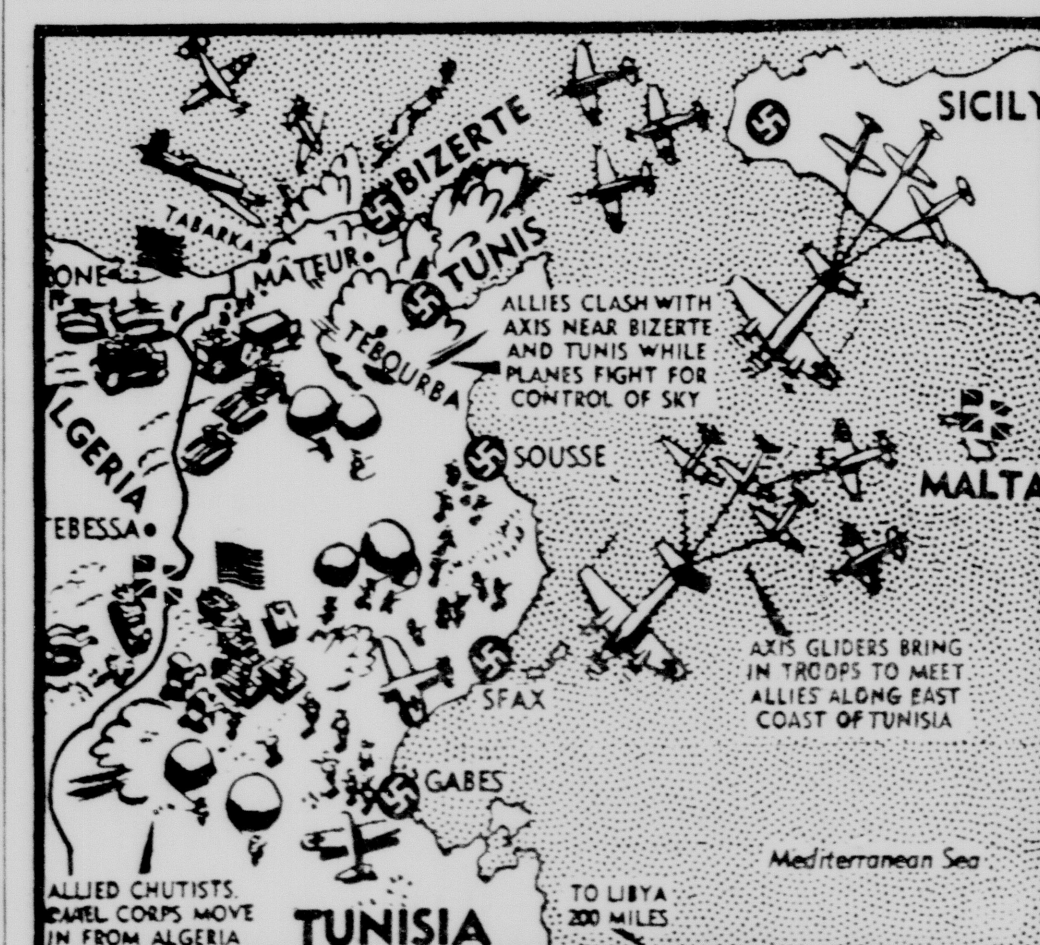 SICILY
BIZERTE
TABARKA
TUNIS
BONE
MATEUR
ALLIES CLASH WITH
AXIS NEAR BIZERTE
AND TUNIS WHILE
PLANES FIGHT FOR
CONTROL OF SKY
TEBOURBA
LGERIA
SOUSSE
MALTA
TEBESSA
AXIS GLIDERS BRING
IN TROOPS TO MEET
ALLIES ALONG EAST
COAST OF TUNISIA
SFAX
GABES
Mediterranean Sea
ALLIED CHUTISTS,
CAMEL CORPS MOVE
IN FROM ALGERIA
TUNISIA
TO LIBYA
200 MILES